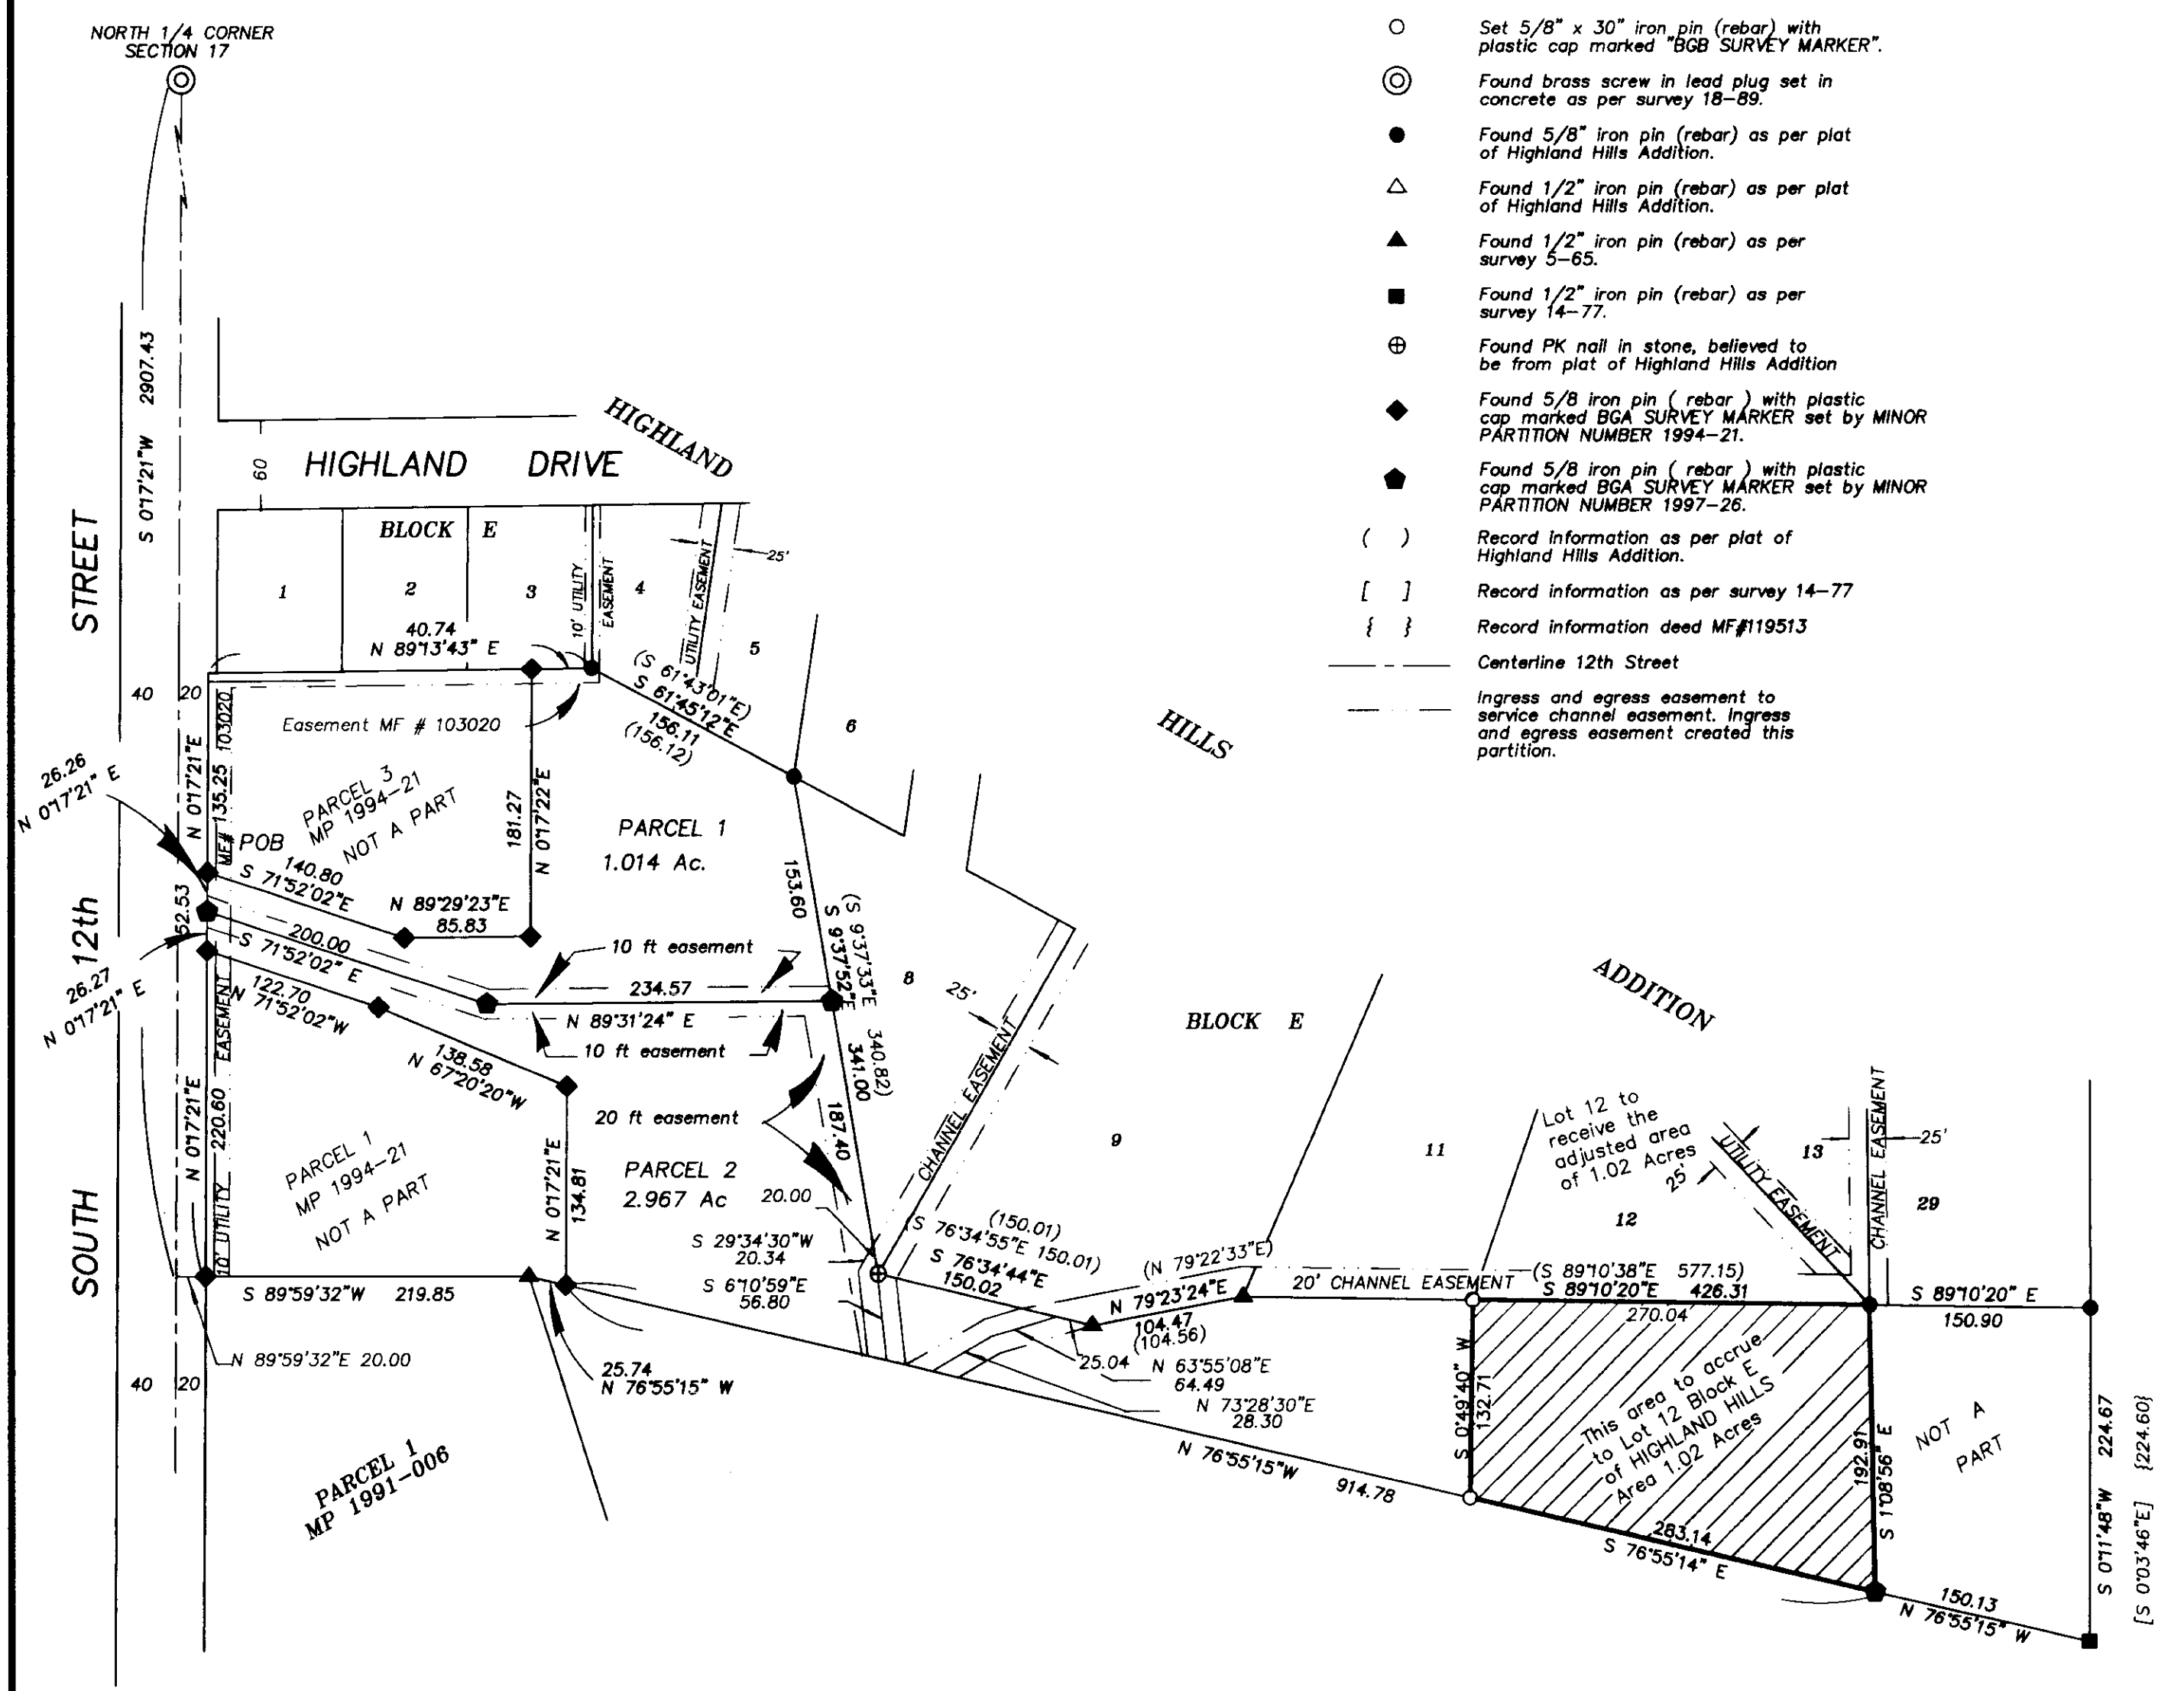 NORTH 1/4 CORNER
SECTION 17
Set 5/8" x 30" iron pin (rebar) with
plastic cap marked "BGB SURVEY MARKER".
Found brass screw in lead plug set in
concrete as per survey 18-89.
Found 5/8" iron pin (rebar) as per plat
of Highland Hills Addition.
Found 1/2" iron pin (rebar) as per plat
of Highland Hills Addition.
Found 1/2" iron pin (rebar) as per
survey 5-65.
Found 1/2" iron pin (rebar) as per
survey 14-77.
Found PK nail in stone, believed to
be from plat of Highland Hills Addition
Found 5/8 iron pin ( rebar ) with plastic
cap marked BGA SURVEY MARKER set by MINOR
PARTITION NUMBER 1994-21.
Found 5/8 iron pin ( rebar ) with plastic
cap marked BGA SURVEY MARKER set by MINOR
PARTITION NUMBER 1997-26.
( ) Record information as per plat of
Highland Hills Addition.
[ ] Record information as per survey 14-77
{ } Record information deed MF#119513
Centerline 12th Street
Ingress and egress easement to
service channel easement. Ingress
and egress easement created this
partition.
S 0°17'21"W 2907.43
SOUTH 12th STREET
60
HIGHLAND DRIVE
HIGHLAND
HILLS
ADDITION
BLOCK E
1
2
3
4
5
6
8
9
11
12
13
29
10' UTILITY
EASEMENT
UTILITY EASEMENT
25'
40.74
N 89°13'43" E
40 20
(S 61°43'01"E)
S 61°45'12"E
156.11
(156.12)
Easement MF # 103020
N 0°17'21"E
MF# 135.25 103020
26.26
N 0°17'21" E
PARCEL 3
MP 1994-21
NOT A PART
181.27
N 0°17'22"E
PARCEL 1
1.014 Ac.
POB
140.80
S 71°52'02"E
N 89°29'23"E
85.83
52.53
200.00
S 71°52'02" E
26.27
N 0°17'21" E
122.70
N 71°52'02"W
138.58
N 67°20'20"W
10 ft easement
234.57
N 89°31'24" E
10 ft easement
20 ft easement
153.60
S 9°37'52"E
(S 9°37'33"E 340.82)
341.00
187.40
25'
CHANNEL EASEMENT
BLOCK E
N 0°17'21"E
10' UTILITY 220.60 EASEMENT
PARCEL 1
MP 1994-21
NOT A PART
N 0°17'21"E
134.81
PARCEL 2
2.967 Ac
20.00
S 29°34'30"W
20.34
S 6°10'59"E
56.80
(150.01)
(S 76°34'55"E 150.01)
S 76°34'44"E
150.02
(N 79°22'33"E)
N 79°23'24"E
104.47
(104.56)
20' CHANNEL EASEMENT
(S 89°10'38"E 577.15)
S 89°10'20"E 426.31
270.04
Lot 12 to
receive the
adjusted area
of 1.02 Acres
25'
UTILITY EASEMENT
CHANNEL EASEMENT
25'
S 89°10'20" E
150.90
S 89°59'32"W 219.85
N 89°59'32"E 20.00
40 20
25.74
N 76°55'15" W
25.04
N 63°55'08"E
64.49
N 73°28'30"E
28.30
N 76°55'15"W 914.78
S 0°49'40" W
132.71
This area to accrue
to Lot 12 Block E
of HIGHLAND HILLS
Area 1.02 Acres
192.91
S 1°08'56" E
NOT A
PART
S 0°11'48"W 224.67
[S 0°03'46"E] {224.60}
283.14
S 76°55'14" E
150.13
N 76°55'15" W
PARCEL 1
MP 1991-006